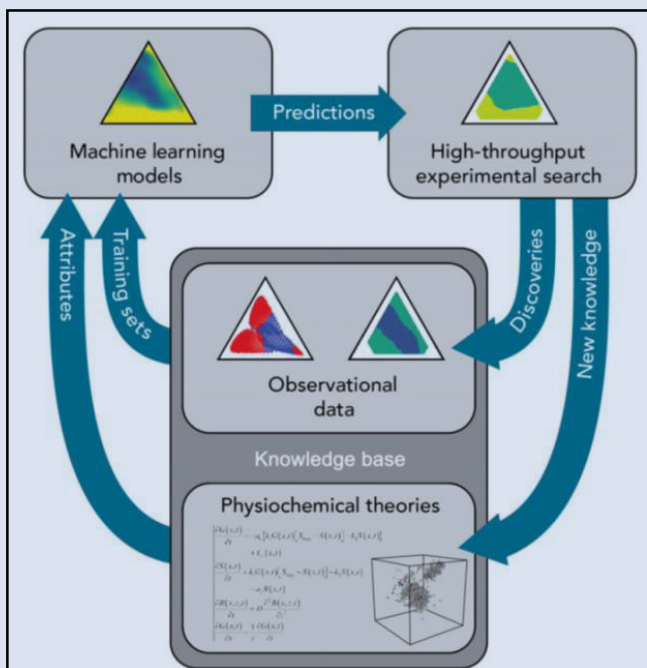 Machine learning
models
Predictions
High-throughput
experimental search
Attributes
Training sets
Discoveries
New knowledge
Observational
data
Knowledge base
Physiochemical theories